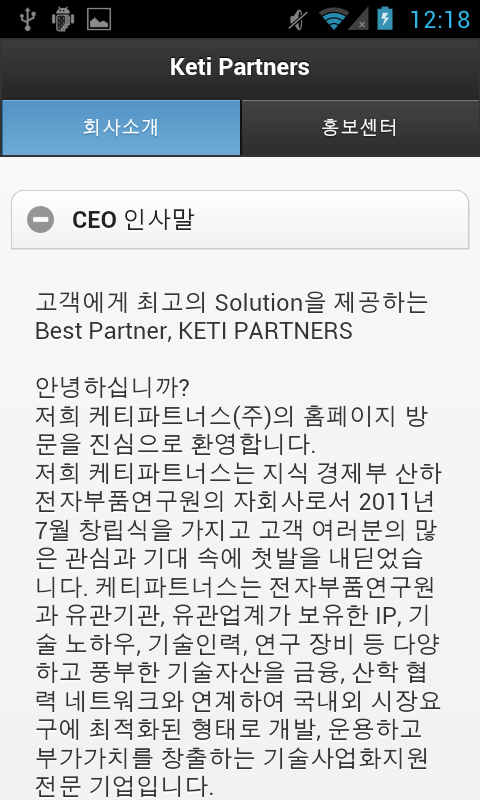 12:18
Keti Partners
회사소개
홍보센터
CEO 인사말
고객에게 최고의 Solution을 제공하는
Best Partner, KETI PARTNERS
안녕하십니까?
저희 케티파트너스(주)의 홈페이지 방
문을 진심으로 환영합니다.
저희 케티파트너스는 지식 경제부 산하
전자부품연구원의 자회사로서 2011년
7월 창립식을 가지고 고객 여러분의 많
은 관심과 기대 속에 첫발을 내딛었습
니다. 케티파트너스는 전자부품연구원
과 유관기관, 유관업계가 보유한 IP, 기
술 노하우, 기술인력, 연구 장비 등 다양
하고 풍부한 기술자산을 금융, 산학 협
력 네트워크와 연계하여 국내외 시장요
구에 최적화된 형태로 개발, 운용하고
부가가치를 창출하는 기술사업화지원
전문 기업입니다.